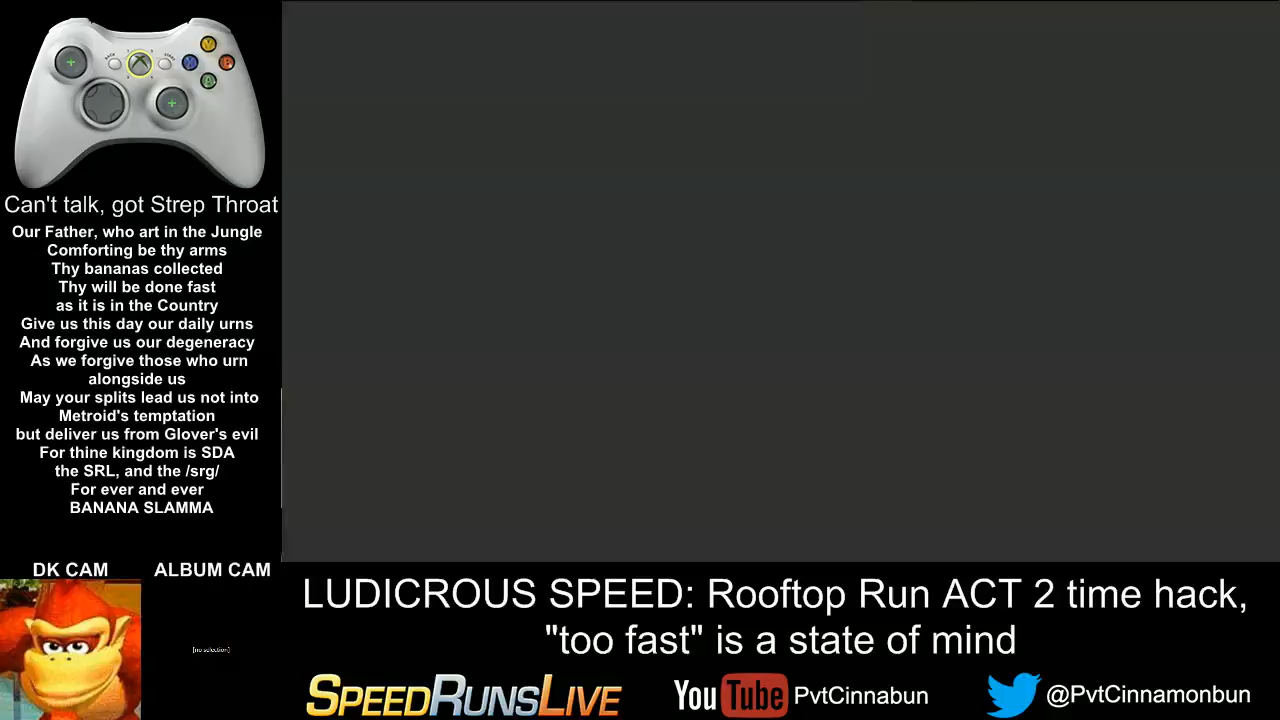 Y
X
B
A
BACK
START
Can't talk, got Strep Throat
Our Father, who art in the Jungle
Comforting be thy arms
Thy bananas collected
Thy will be done fast
as it is in the Country
Give us this day our daily urns
And forgive us our degeneracy
As we forgive those who urn
alongside us
May your splits lead us not into
Metroid's temptation
but deliver us from Glover's evil
For thine kingdom is SDA
the SRL, and the /srg/
For ever and ever
BANANA SLAMMA
DK CAM
ALBUM CAM
[no selection]
LUDICROUS SPEED: Rooftop Run ACT 2 time hack,
"too fast" is a state of mind
SPEEDRUNSLIVE
YouTube PvtCinnabun
@PvtCinnamonbun